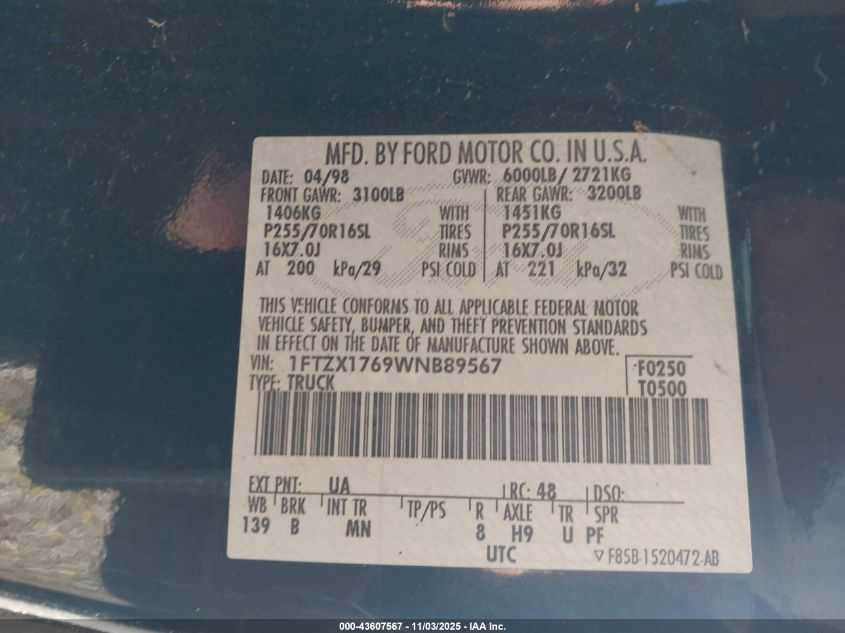 MFD. BY FORD MOTOR CO. IN U.S.A.
DATE: 04/98 GVWR: 6000LB/ 2721KG
FRONT GAWR: 3100LB REAR GAWR: 3200LB
1406KG WITH 1451KG WITH
P255/70R16SL TIRES P255/70R16SL TIRES
16X7.0J RIMS 16X7.0J RIMS
AT 200 kPa/29 PSI COLD AT 221 kPa/32 PSI COLD
THIS VEHICLE CONFORMS TO ALL APPLICABLE FEDERAL MOTOR
VEHICLE SAFETY, BUMPER, AND THEFT PREVENTION STANDARDS
IN EFFECT ON THE DATE OF MANUFACTURE SHOWN ABOVE.
VIN: 1FTZX1769WNB89567 F0250
TYPE: TRUCK T0500
EXT PNT: UA RC: 48 DSO:
WB BRK INT TR TP/PS R AXLE TR SPR
139 B MN 8 H9 U PF
UTC ▽ F85B-1520472-AB
000-43607567 - 11/03/2025 - IAA Inc.